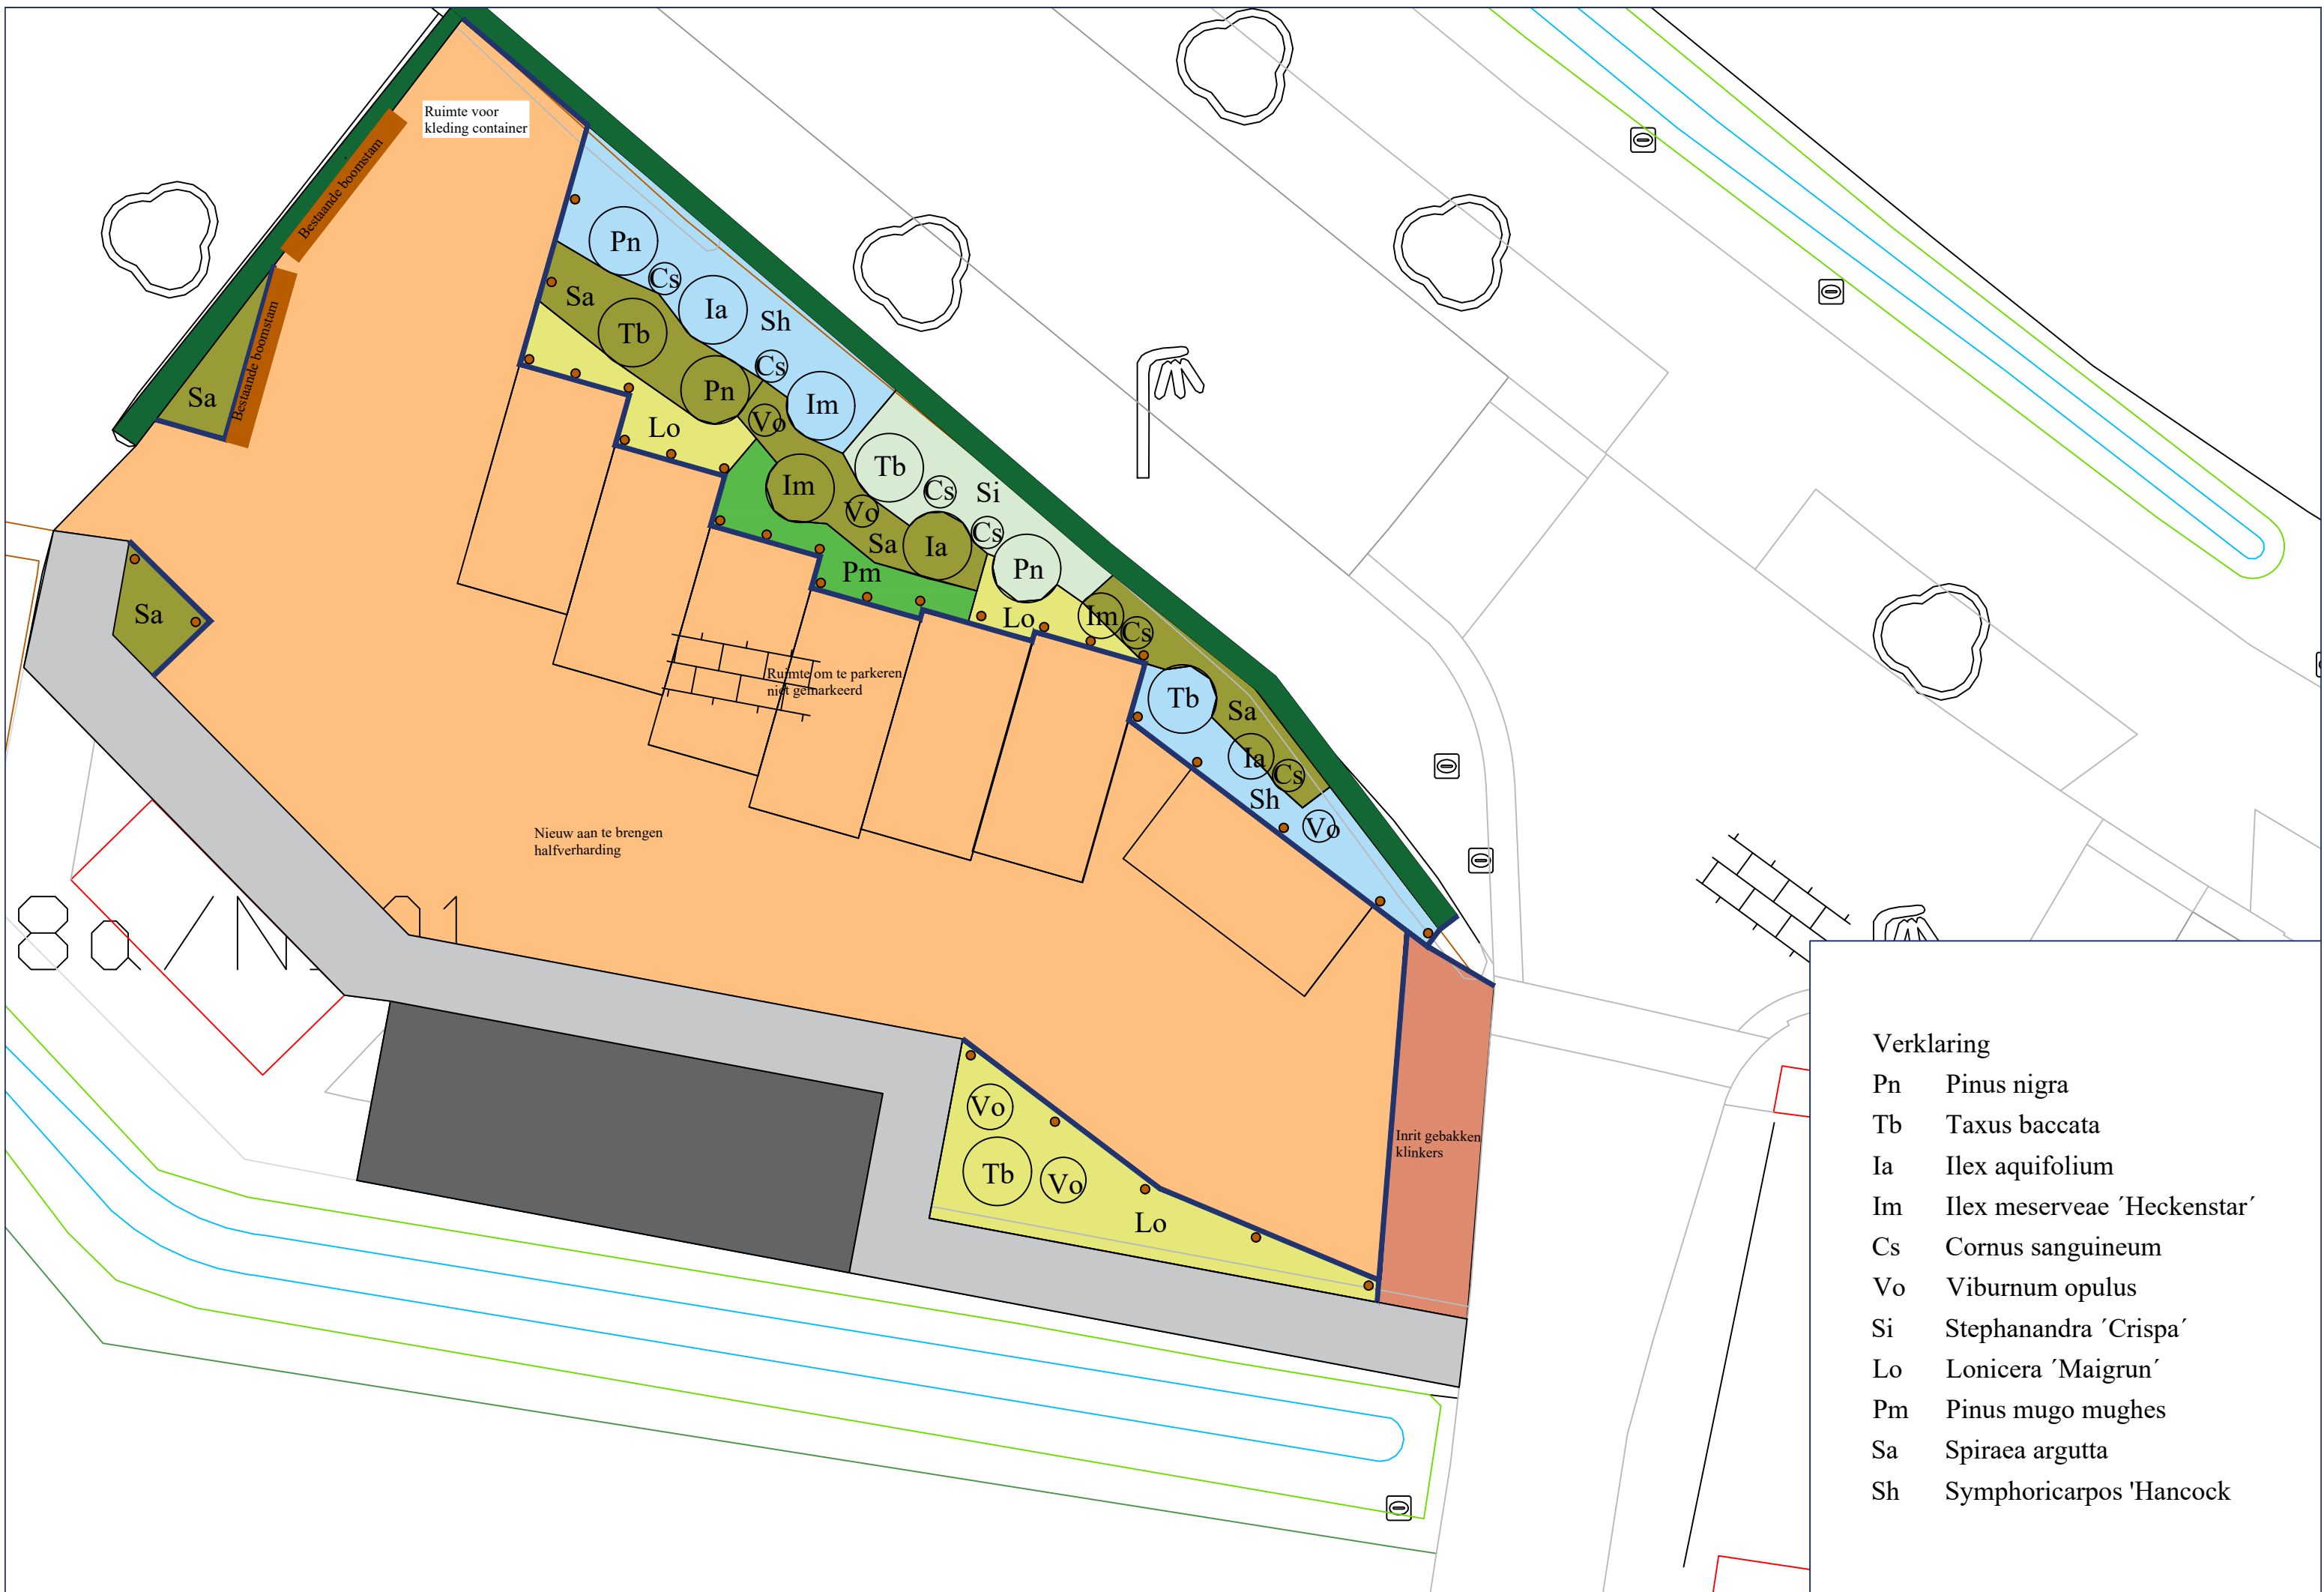 Ruimte voor
kleding container
Bestaande boomstam
Bestaande boomstam
Pn
Cs
Ia
Sh
Sa
Tb
Cs
Pn
Im
Vo
Lo
Sa
Tb
Cs
Si
Im
Vo
Cs
Sa
Ia
Pn
Pm
Lo
Im
Cs
Sa
Tb
Sa
Ia
Cs
Sh
Vo
Ruimte om te parkeren
niet gemarkeerd
Nieuw aan te brengen
halfverharding
Inrit gebakken
klinkers
Vo
Tb
Vo
Lo
Verklaring
Pn Pinus nigra
Tb Taxus baccata
Ia Ilex aquifolium
Im Ilex meserveae ´Heckenstar´
Cs Cornus sanguineum
Vo Viburnum opulus
Si Stephanandra ´Crispa´
Lo Lonicera ´Maigrun´
Pm Pinus mugo mughes
Sa Spiraea argutta
Sh Symphoricarpos 'Hancock